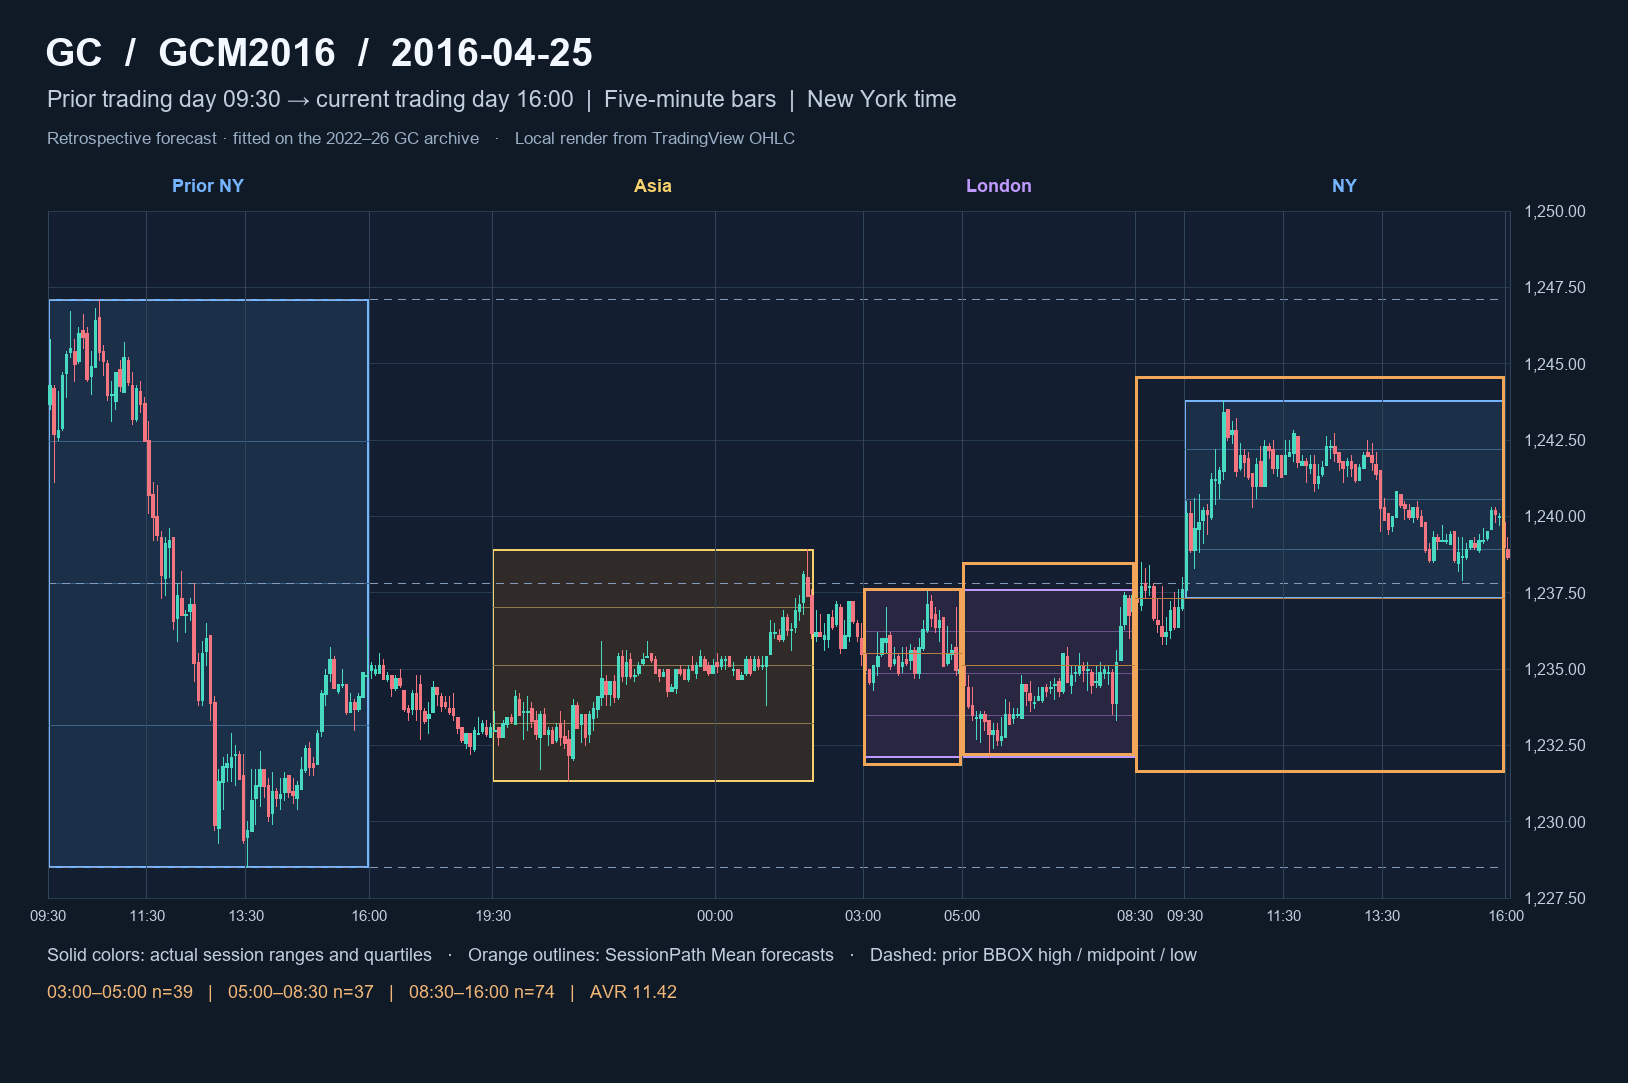 GC / GCM2016 / 2016-04-25
Prior trading day 09:30 → current trading day 16:00 | Five-minute bars | New York time
Retrospective forecast · fitted on the 2022–26 GC archive · Local render from TradingView OHLC
Prior NY
Asia
London
NY
1,250.00
1,247.50
1,245.00
1,242.50
1,240.00
1,237.50
1,235.00
1,232.50
1,230.00
1,227.50
09:30 11:30 13:30 16:00 19:30 00:00 03:00 05:00 08:30 09:30 11:30 13:30 16:00
Solid colors: actual session ranges and quartiles · Orange outlines: SessionPath Mean forecasts · Dashed: prior BBOX high / midpoint / low
03:00–05:00 n=39 | 05:00–08:30 n=37 | 08:30–16:00 n=74 | AVR 11.42